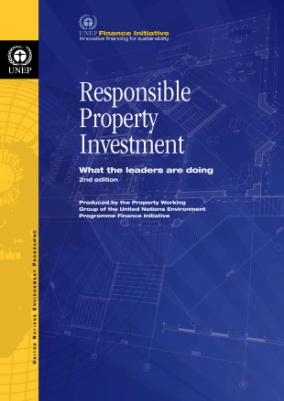 UNEP Finance Initiative
Innovative financing for sustainability
UNEP
Responsible
Property
Investment
What the leaders are doing
2nd edition
Produced by the Property Working
Group of the United Nations Environment
Programme Finance Initiative
United Nations Environment Programme